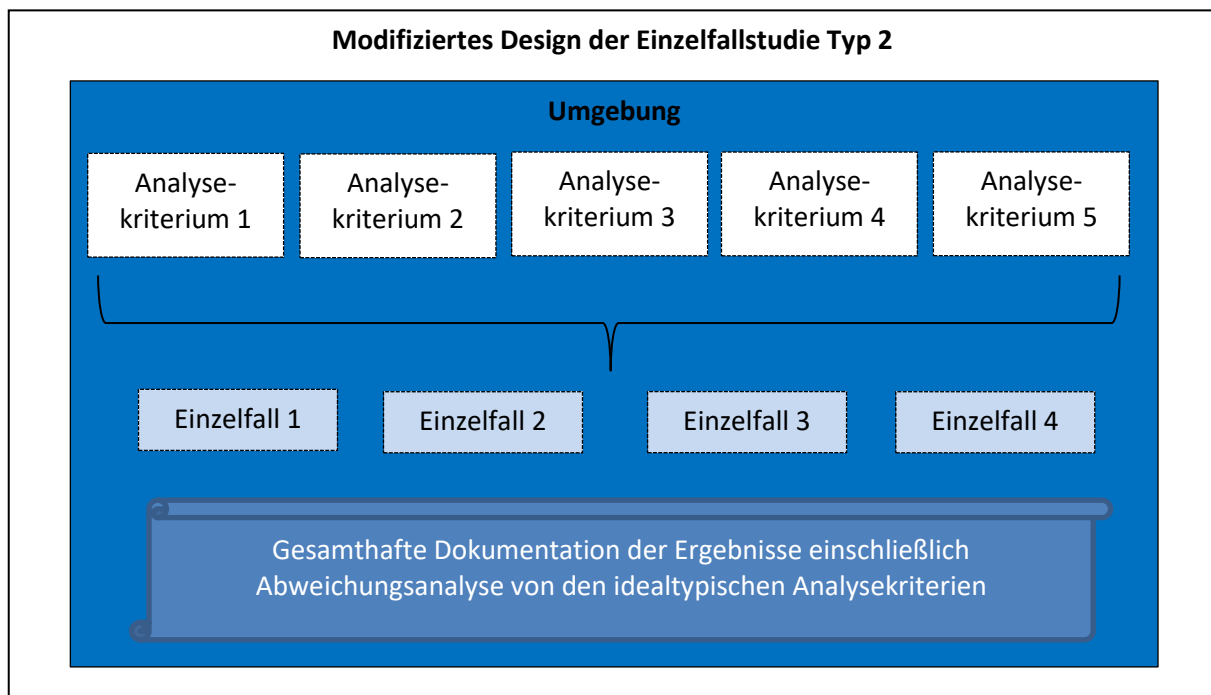 Modifiziertes Design der Einzelfallstudie Typ 2
Umgebung
Analyse-
kriterium 1
Analyse-
kriterium 2
Analyse-
kriterium 3
Analyse-
kriterium 4
Analyse-
kriterium 5
Einzelfall 1
Einzelfall 2
Einzelfall 3
Einzelfall 4
Gesamthafte Dokumentation der Ergebnisse einschließlich
Abweichungsanalyse von den idealtypischen Analysekriterien